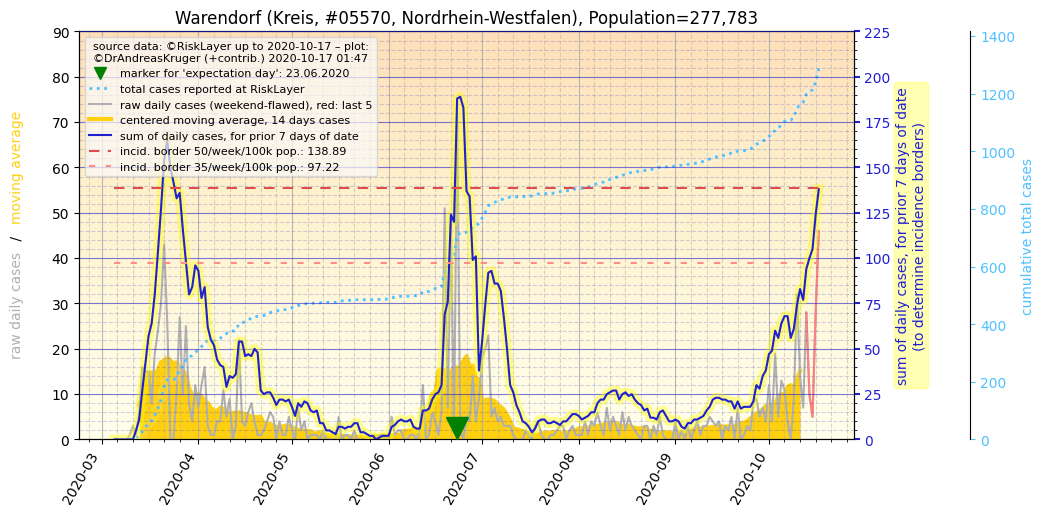 Warendorf (Kreis, #05570, Nordrhein-Westfalen), Population=277,783
source data: ©RiskLayer up to 2020-10-17 – plot:
©DrAndreasKruger (+contrib.) 2020-10-17 01:47
marker for 'expectation day': 23.06.2020
total cases reported at RiskLayer
raw daily cases (weekend-flawed), red: last 5
centered moving average, 14 days cases
sum of daily cases, for prior 7 days of date
incid. border 50/week/100k pop.: 138.89
incid. border 35/week/100k pop.: 97.22
raw daily cases / moving average
90
80
70
60
50
40
30
20
10
0
2020-03
2020-04
2020-05
2020-06
2020-07
2020-08
2020-09
2020-10
225
200
175
150
125
100
75
50
25
0
sum of daily cases, for prior 7 days of date
(to determine incidence borders)
1400
1200
1000
800
600
400
200
0
cumulative total cases